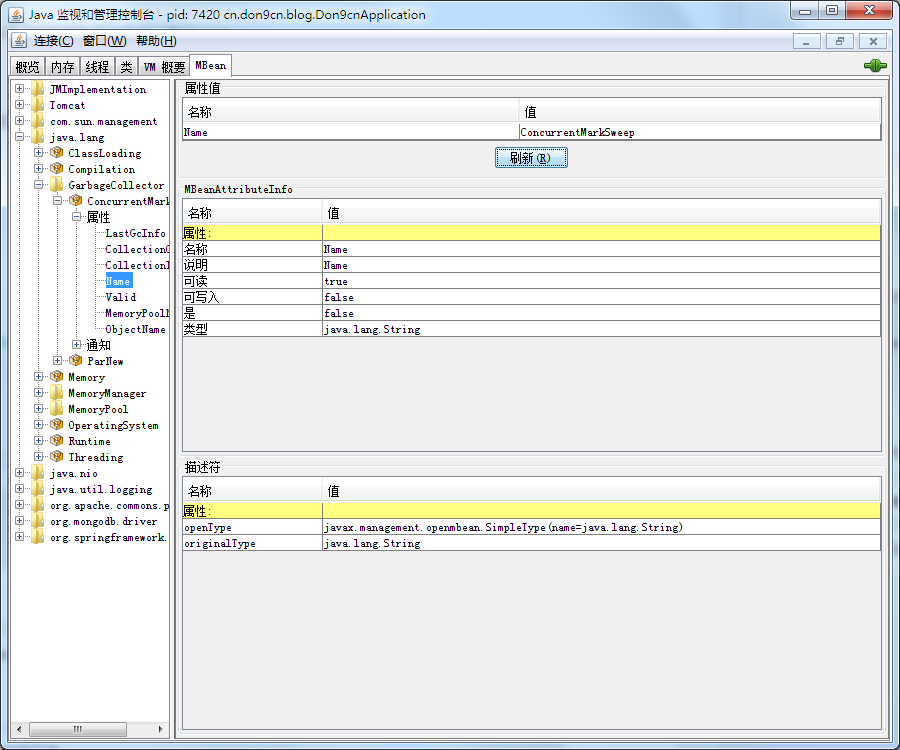 Java 监视和管理控制台 - pid: 7420 cn.don9cn.blog.Don9cnApplication
连接(C) 窗口(W) 帮助(H)
概览 内存 线程 类 VM 概要 MBean
JMImplementation
Tomcat
com.sun.management
java.lang
ClassLoading
Compilation
GarbageCollector
ConcurrentMark
属性
LastGcInfo
CollectionC
CollectionT
Name
Valid
MemoryPoolN
ObjectName
通知
ParNew
Memory
MemoryManager
MemoryPool
OperatingSystem
Runtime
Threading
java.nio
java.util.logging
org.apache.commons.p
org.mongodb.driver
org.springframework.
属性值
名称 值
Name ConcurrentMarkSweep
刷新(R)
MBeanAttributeInfo
名称 值
属性:
名称 Name
说明 Name
可读 true
可写入 false
是 false
类型 java.lang.String
描述符
名称 值
属性:
openType javax.management.openmbean.SimpleType(name=java.lang.String)
originalType java.lang.String